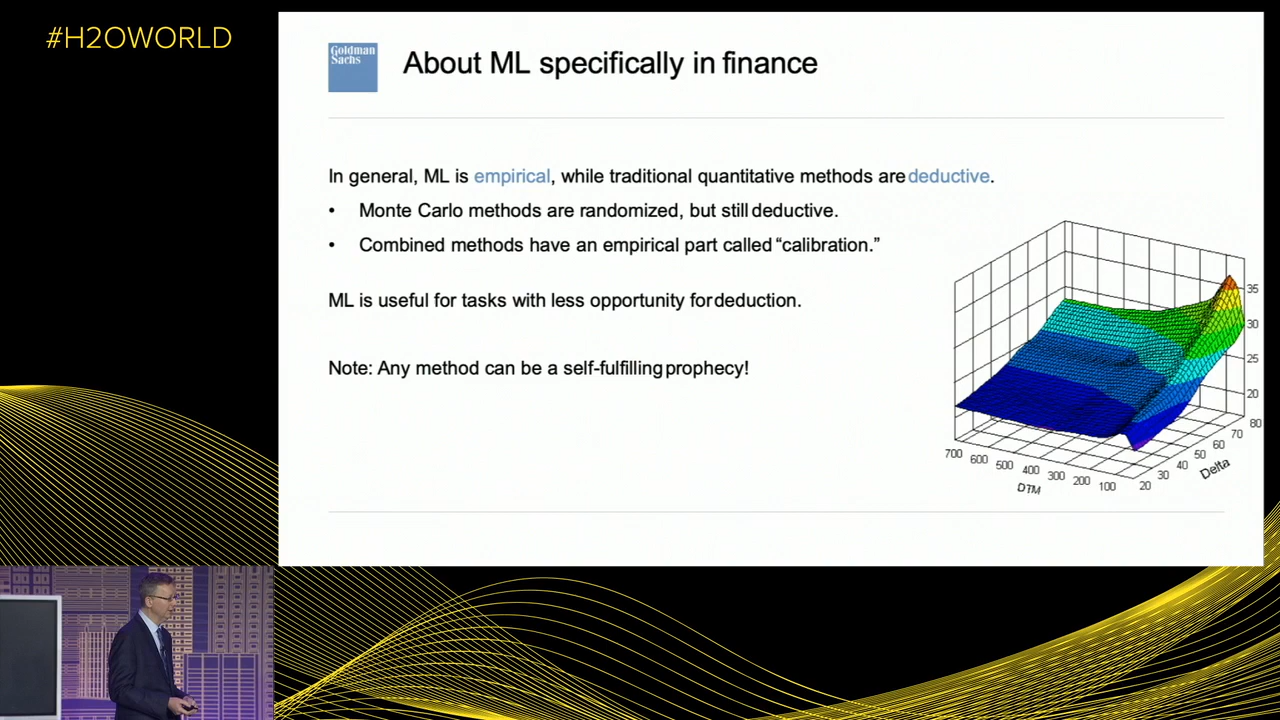 #H2OWORLD
Goldman
Sachs
About ML specifically in finance
In general, ML is empirical, while traditional quantitative methods are deductive.
• Monte Carlo methods are randomized, but still deductive.
• Combined methods have an empirical part called “calibration.”
ML is useful for tasks with less opportunity for deduction.
Note: Any method can be a self-fulfilling prophecy!
35
30
25
20
80
70
60
50
40
30
20
Delta
700
600
500
400
300
200
100
DTM